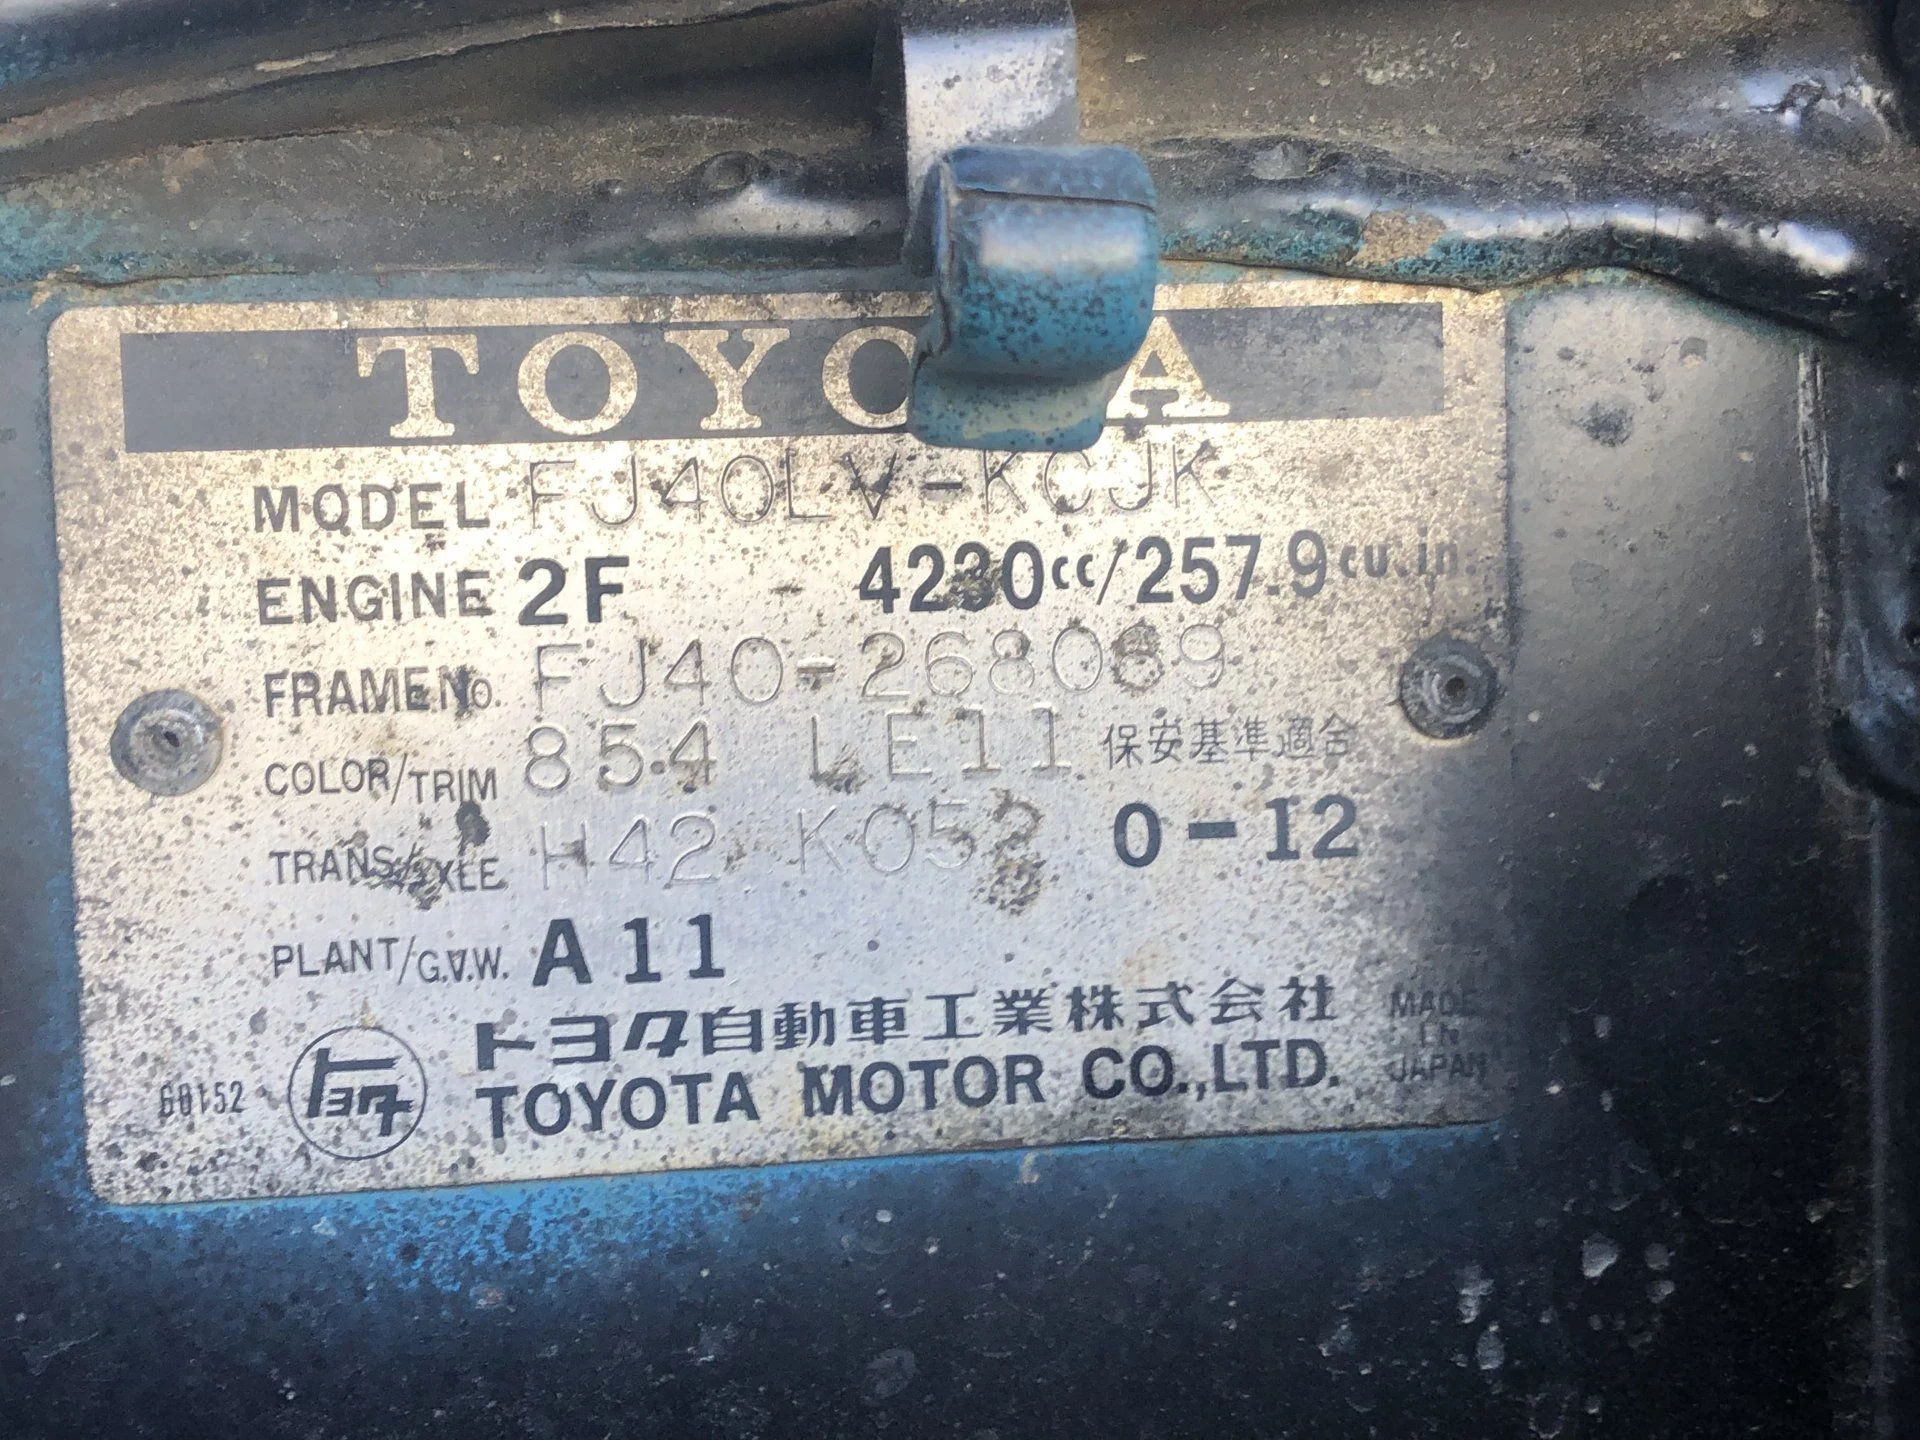 TOYOTA
MODEL FJ40LV-KCJK
ENGINE 2F 4230cc/257.9cu.in.
FRAME No. FJ40-268089
COLOR/TRIM 854 LE11 保安基準適合
TRANS/AXLE H42 K052 0-12
PLANT/G.V.W. A11
トヨタ自動車工業株式会社 MADE IN JAPAN
60152 トヨタ TOYOTA MOTOR CO.,LTD.